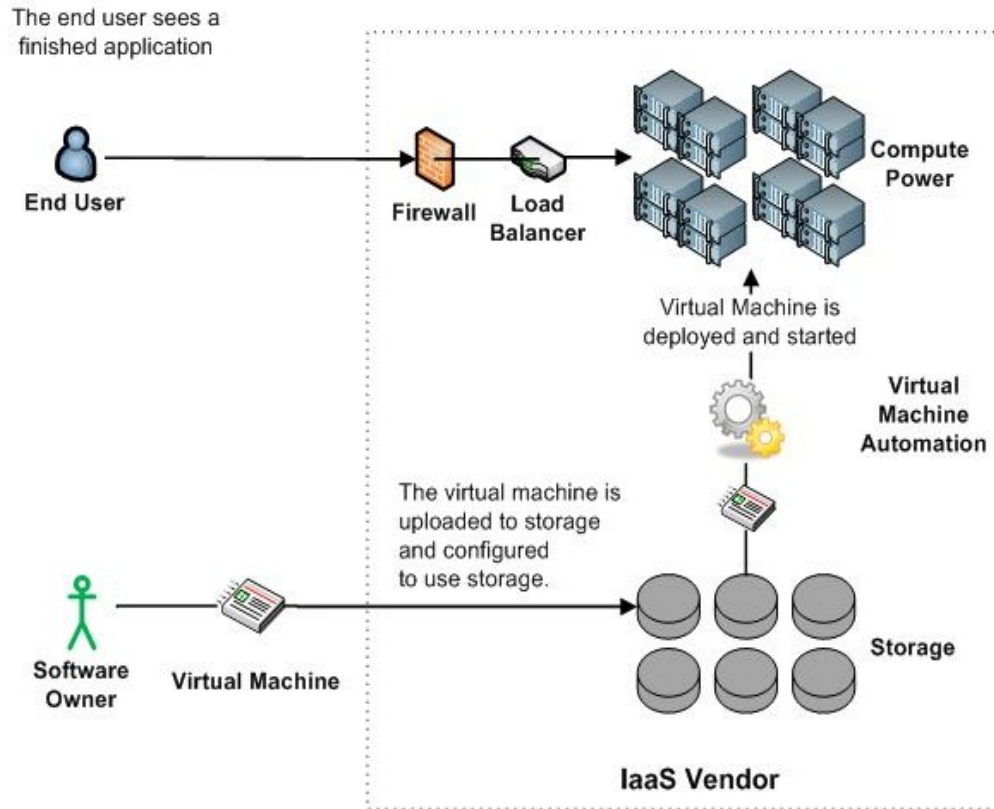 The end user sees a
finished application
End User
Firewall
Load
Balancer
Compute
Power
Virtual Machine is
deployed and started
Virtual
Machine
Automation
The virtual machine is
uploaded to storage
and configured
to use storage.
Software
Owner
Virtual Machine
Storage
IaaS Vendor